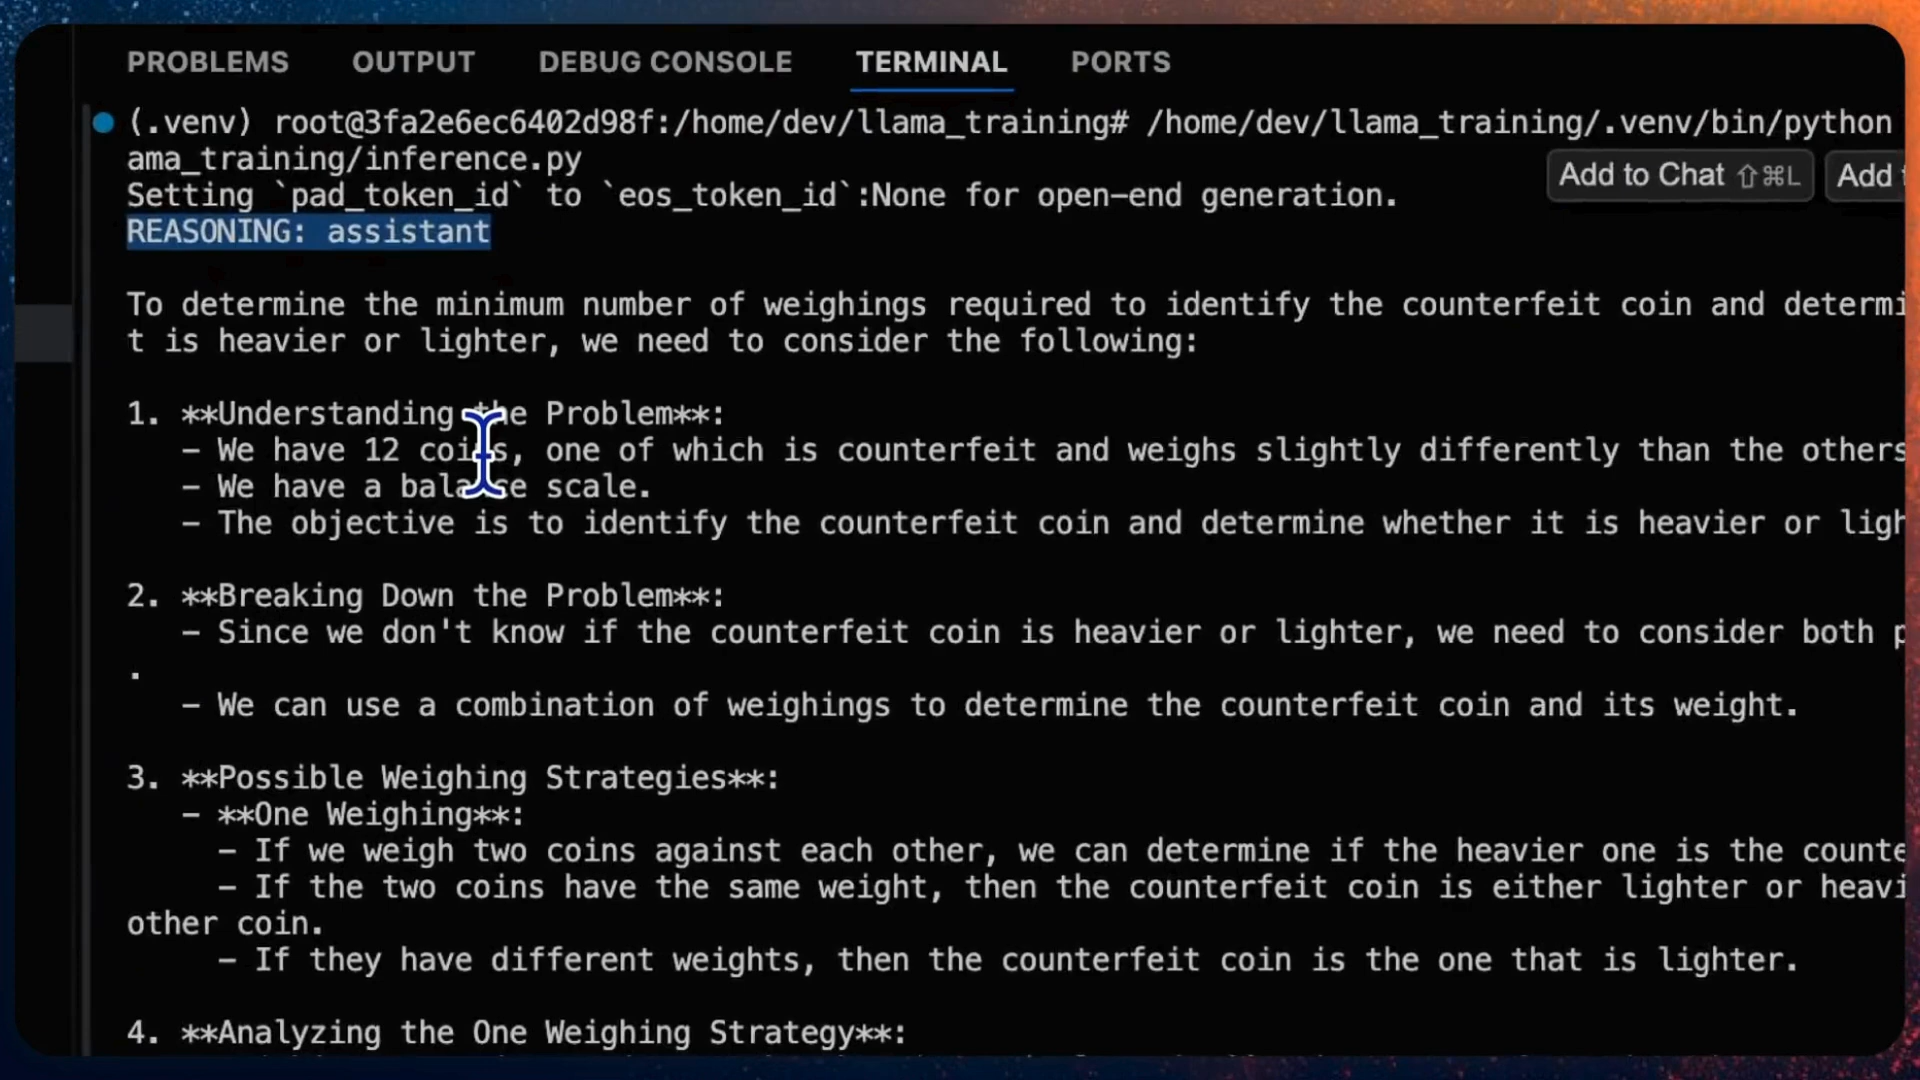 PROBLEMS OUTPUT DEBUG CONSOLE TERMINAL PORTS
(.venv) root@3fa2e6ec6402d98f:/home/dev/llama_training# /home/dev/llama_training/.venv/bin/python
ama_training/inference.py
Add to Chat ⇧⌘L Add
Setting `pad_token_id` to `eos_token_id`:None for open-end generation.
REASONING: assistant
To determine the minimum number of weighings required to identify the counterfeit coin and determi
t is heavier or lighter, we need to consider the following:
1. **Understanding the Problem**:
– We have 12 coins, one of which is counterfeit and weighs slightly differently than the others
– We have a balance scale.
– The objective is to identify the counterfeit coin and determine whether it is heavier or ligh
2. **Breaking Down the Problem**:
– Since we don't know if the counterfeit coin is heavier or lighter, we need to consider both p
.
– We can use a combination of weighings to determine the counterfeit coin and its weight.
3. **Possible Weighing Strategies**:
– **One Weighing**:
– If we weigh two coins against each other, we can determine if the heavier one is the counte
– If the two coins have the same weight, then the counterfeit coin is either lighter or heavi
other coin.
– If they have different weights, then the counterfeit coin is the one that is lighter.
4. **Analyzing the One Weighing Strategy**: